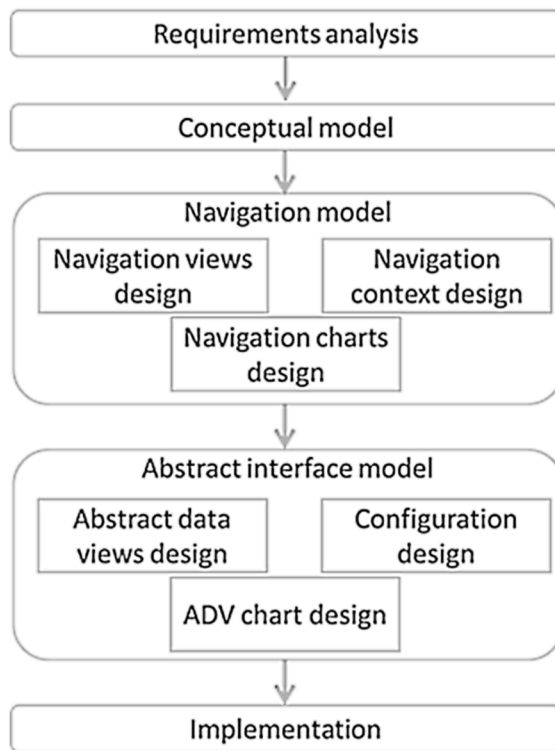 Requirements analysis
Conceptual model
Navigation model
Navigation views
design
Navigation
context design
Navigation charts
design
Abstract interface model
Abstract data
views design
Configuration
design
ADV chart design
Implementation